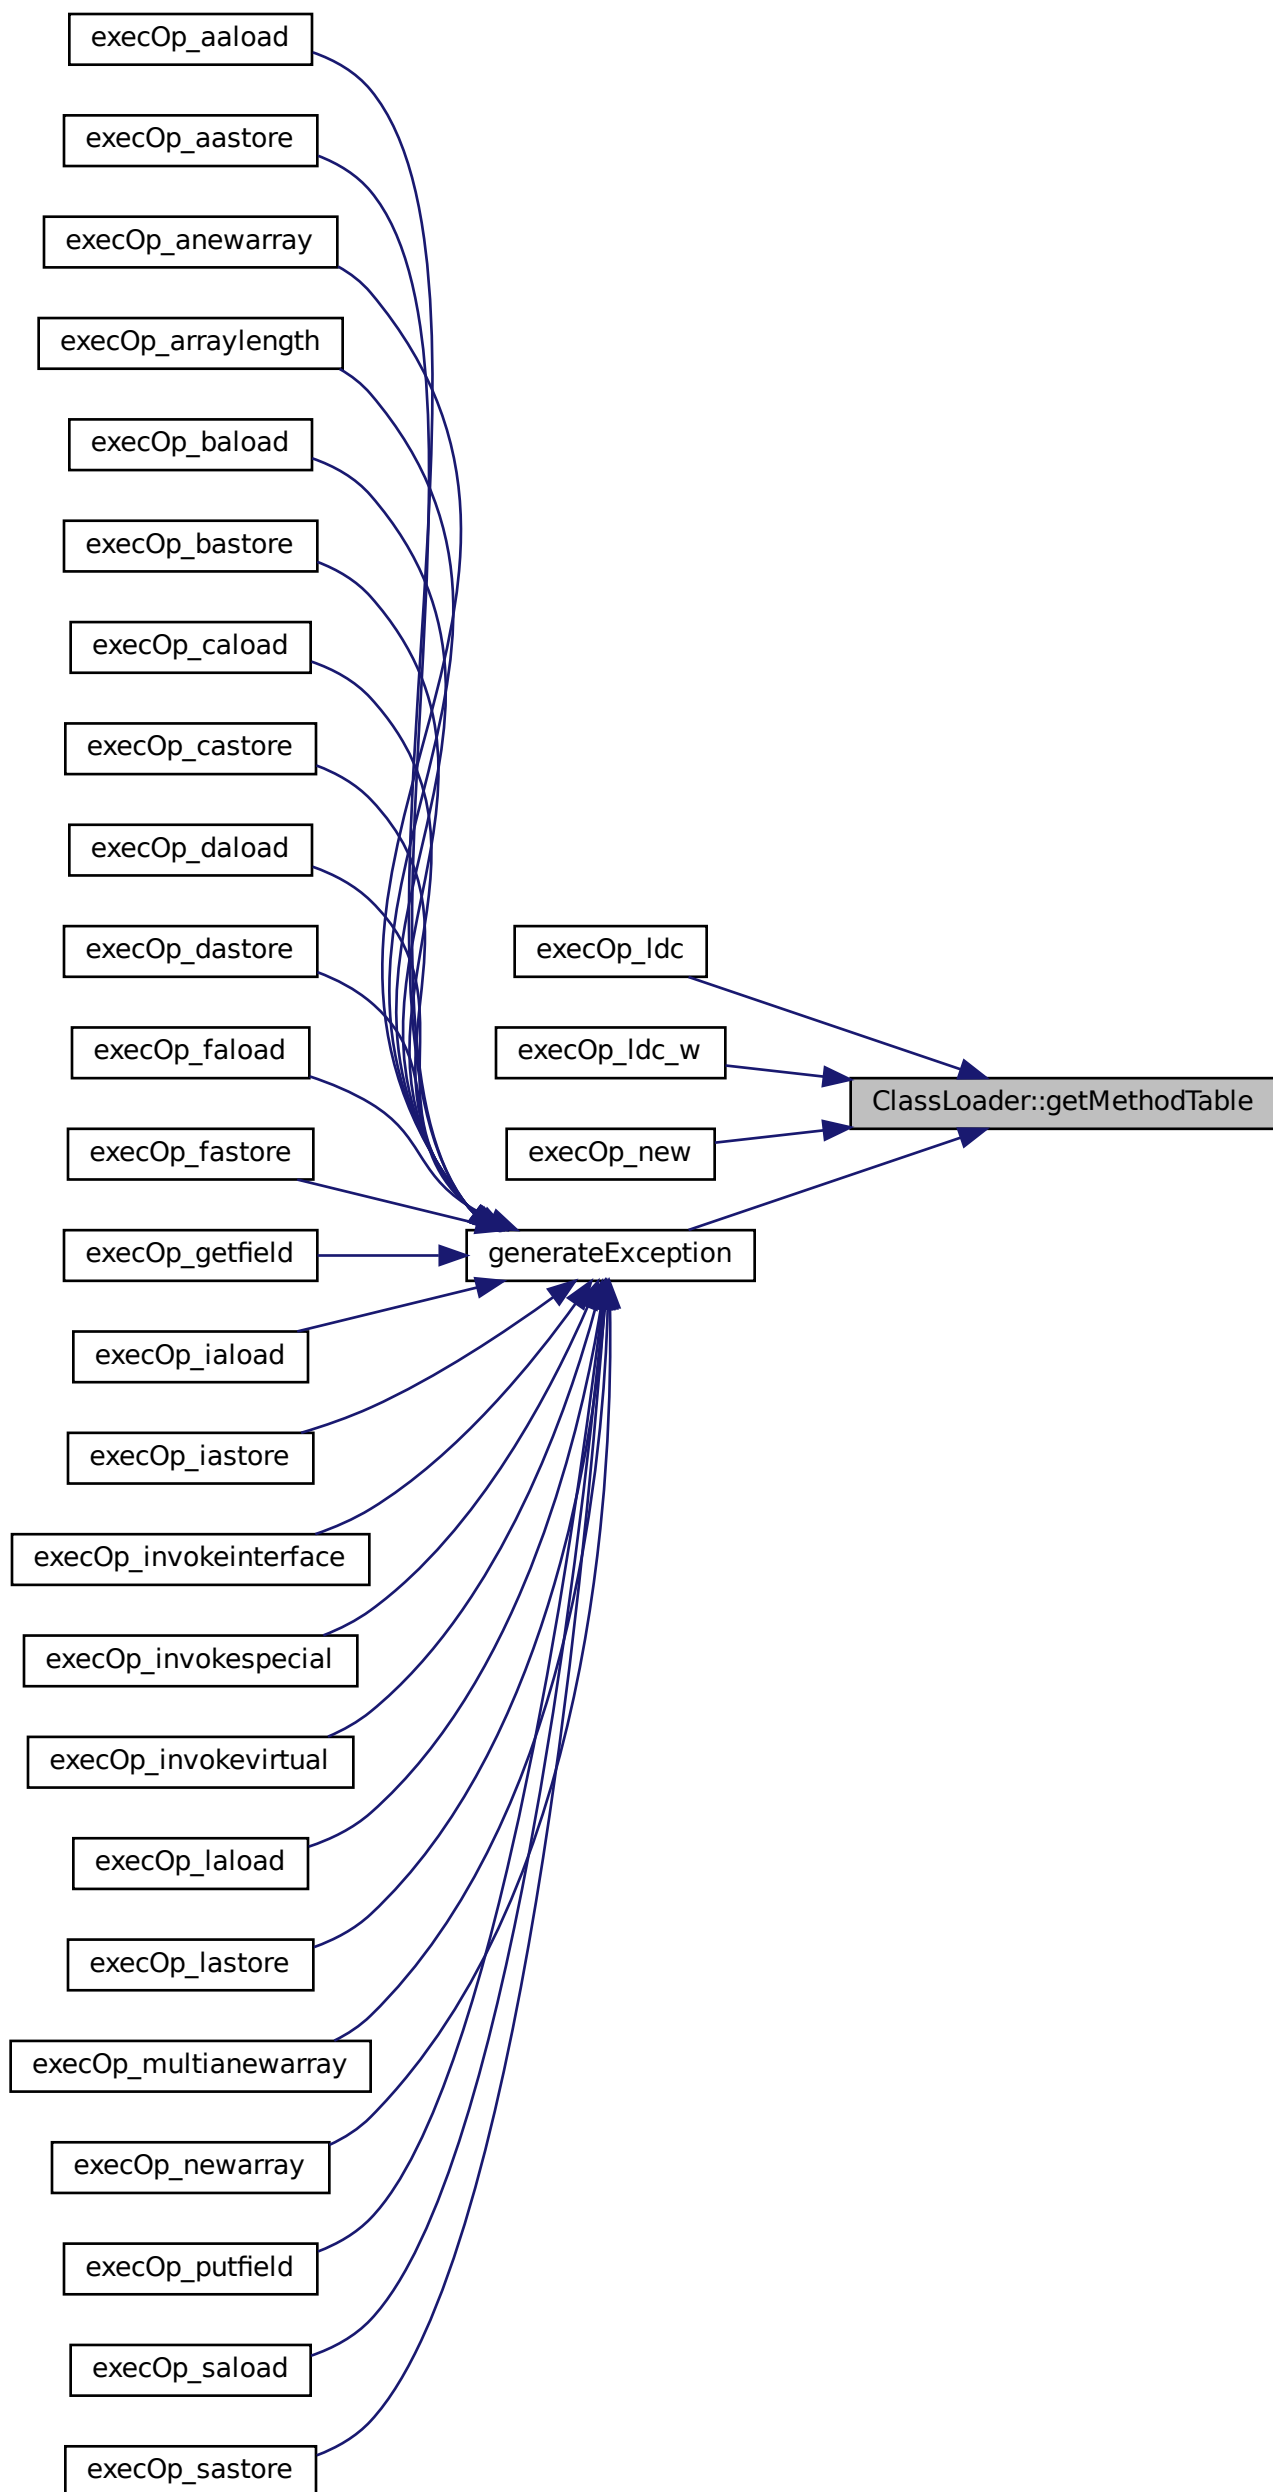 execOp_aaload
execOp_aastore
execOp_anewarray
execOp_arraylength
execOp_baload
execOp_bastore
execOp_caload
execOp_castore
execOp_daload
execOp_dastore
execOp_faload
execOp_fastore
execOp_getfield
execOp_iaload
execOp_iastore
execOp_invokeinterface
execOp_invokespecial
execOp_invokevirtual
execOp_laload
execOp_lastore
execOp_multianewarray
execOp_newarray
execOp_putfield
execOp_saload
execOp_sastore
execOp_ldc
execOp_ldc_w
execOp_new
generateException
ClassLoader::getMethodTable